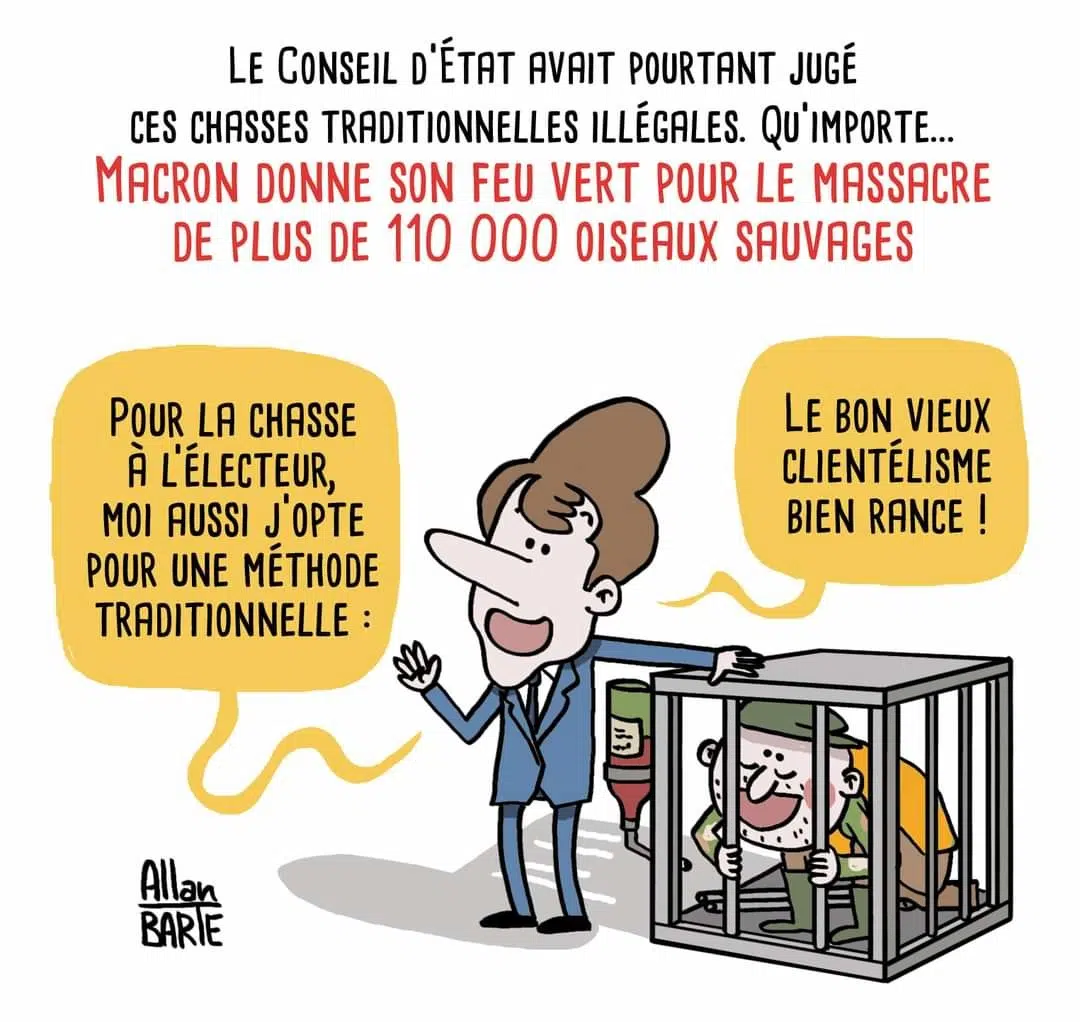 LE CONSEIL D'ÉTAT AVAIT POURTANT JUGÉ
CES CHASSES TRADITIONNELLES ILLÉGALES. QU'IMPORTE...
MACRON DONNE SON FEU VERT POUR LE MASSACRE
DE PLUS DE 110 000 OISEAUX SAUVAGES
POUR LA CHASSE
À L'ÉLECTEUR,
MOI AUSSI J'OPTE
POUR UNE MÉTHODE
TRADITIONNELLE :
LE BON VIEUX
CLIENTÉLISME
BIEN RANCE !
Allan
BARTE